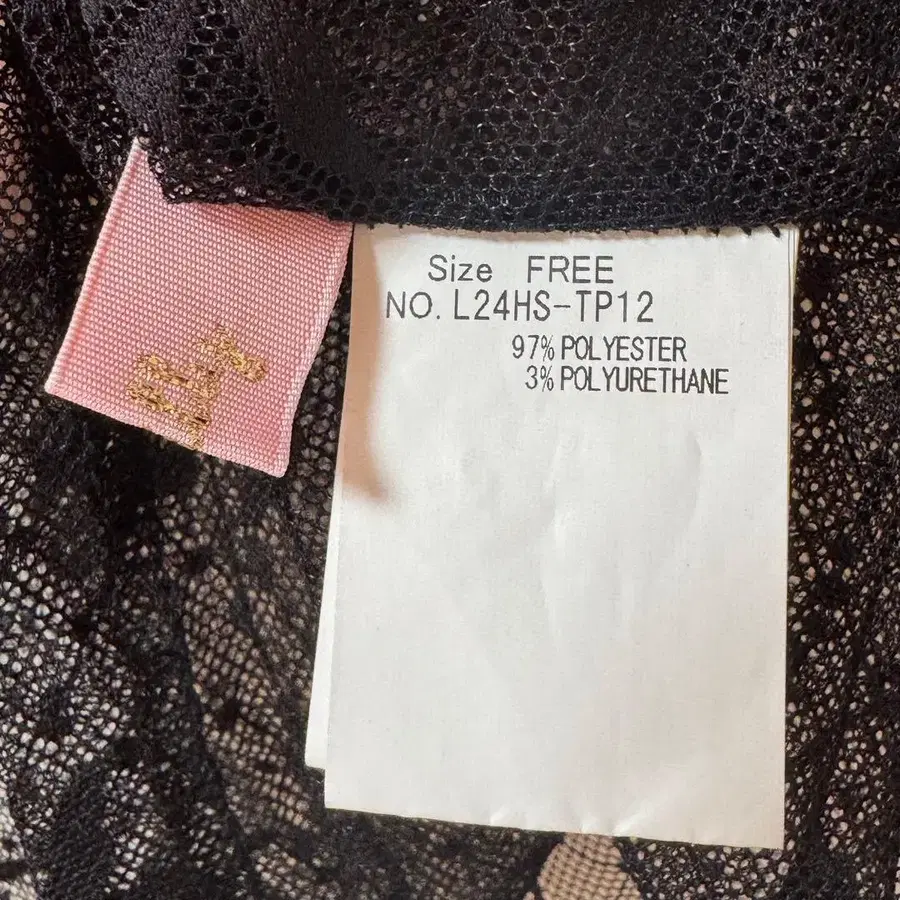 Size FREE
NO. L24HS-TP12
97% POLYESTER
3% POLYURETHANE